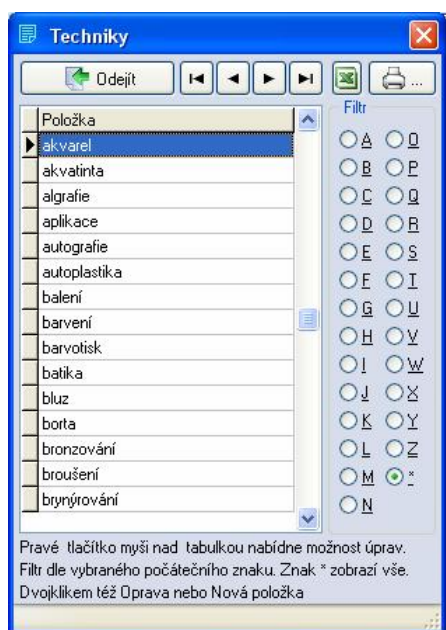 Techniky
Odejít ...
Položka
akvarel
akvatinta
algrafie
aplikace
autografie
autoplastika
balení
barvení
barvotisk
batika
bluz
borta
bronzování
broušení
brynýrování
Filtr
A O
B P
C Q
D R
E S
F T
G U
H V
I W
J X
K Y
L Z
M *
N
Pravé tlačítko myši nad tabulkou nabídne možnost úprav.
Filtr dle vybraného počátečního znaku. Znak * zobrazí vše.
Dvojklikem též Oprava nebo Nová položka